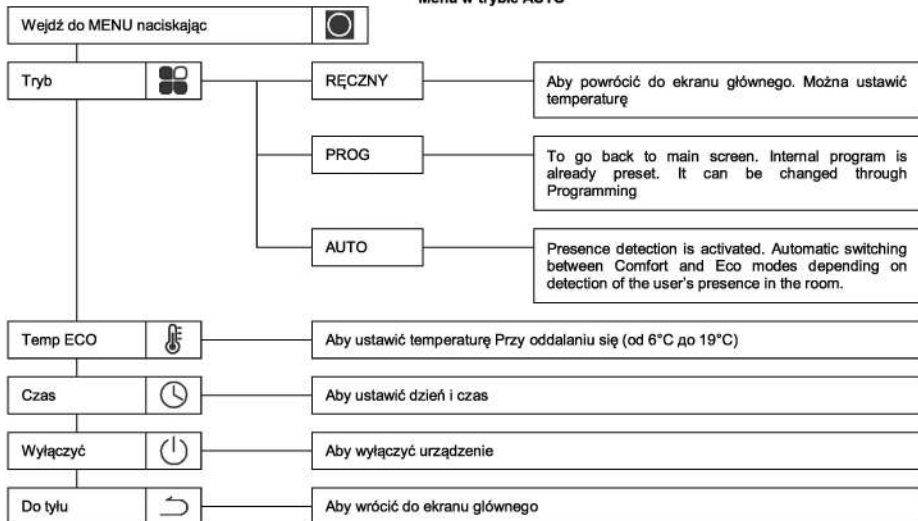 Menu w trybie AUTO
Wejdź do MENU naciskając
Tryb
RĘCZNY
Aby powrócić do ekranu głównego. Można ustawić
temperaturę
PROG
To go back to main screen. Internal program is
already preset. It can be changed through
Programming
AUTO
Presence detection is activated. Automatic switching
between Comfort and Eco modes depending on
detection of the user's presence in the room.
Temp ECO
Aby ustawić temperaturę Przy oddalaniu się (od 6°C до 19°C)
Czas
Aby ustawić dzień i czas
Wyłączyć
Aby wyłączyć urządzenie
Do tyłu
Aby wrócić do ekranu glównego